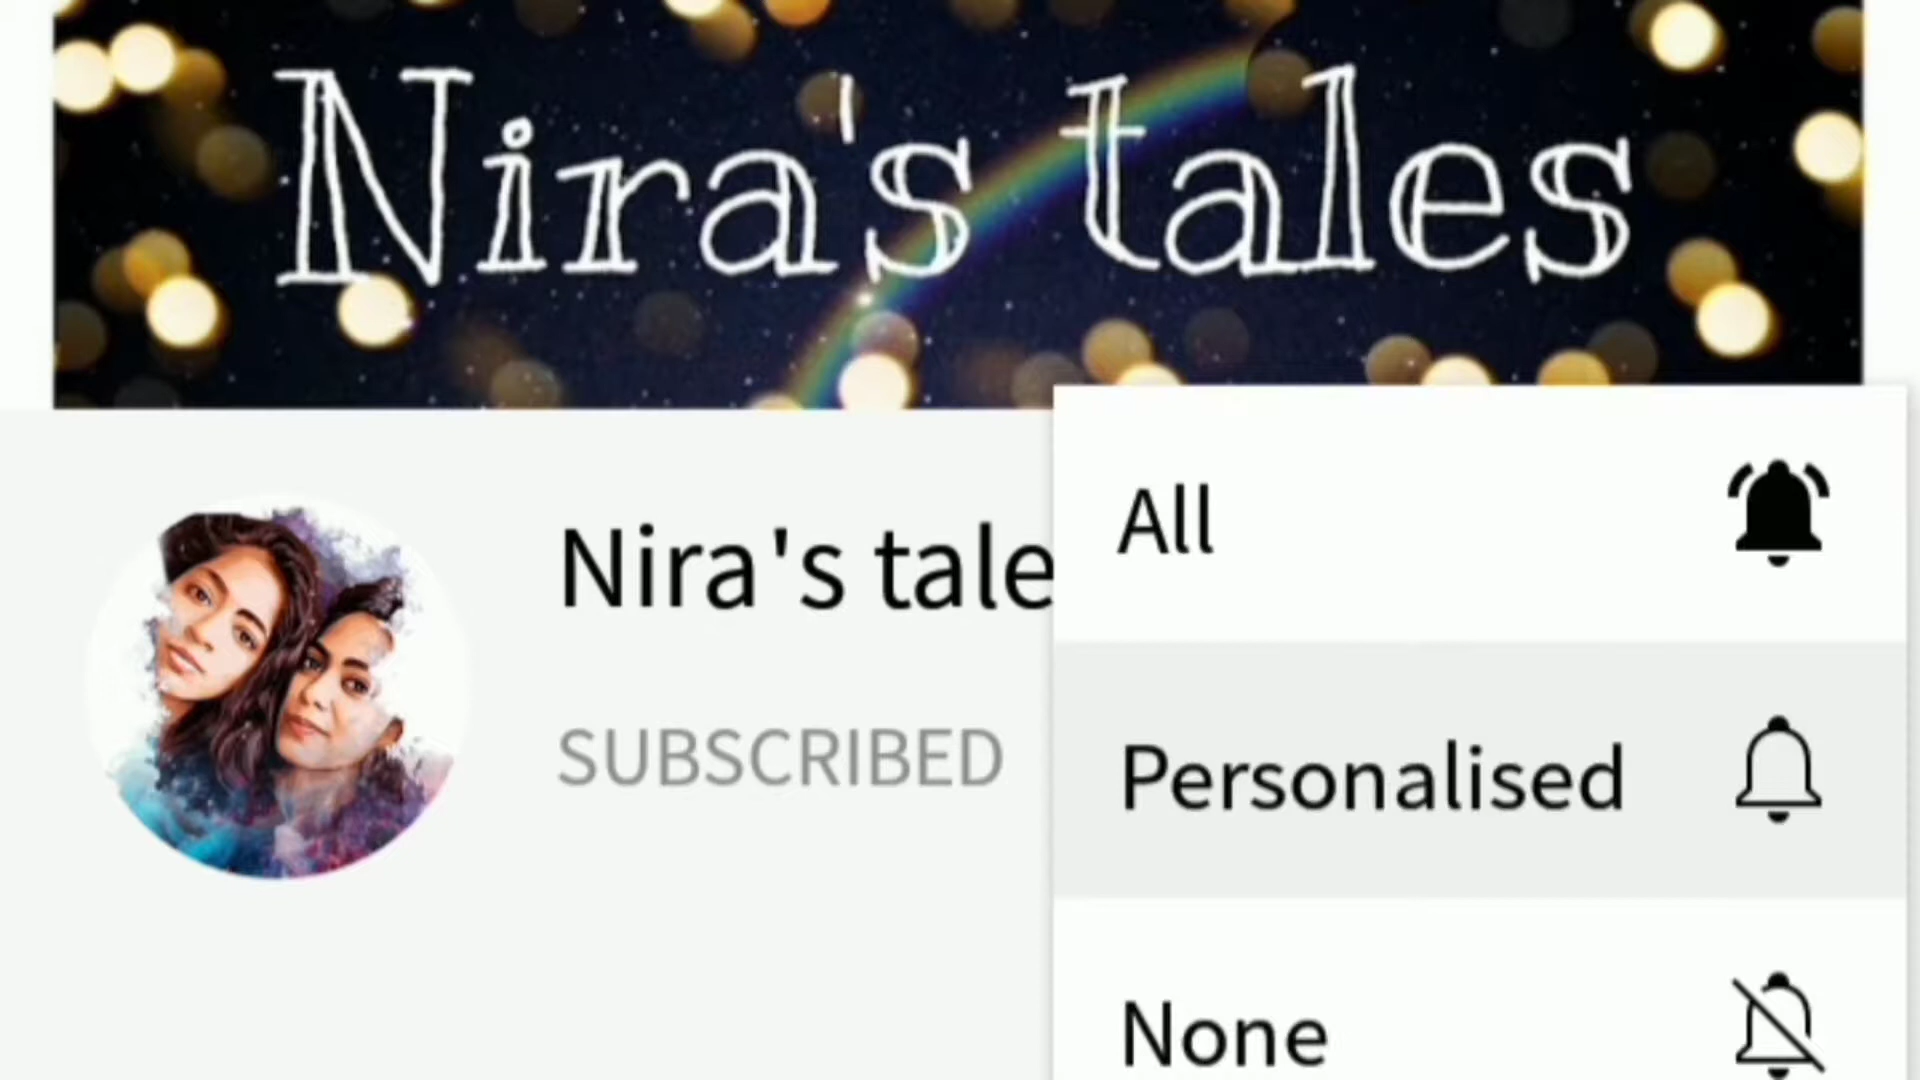 Nira's tales
Nira's tale
SUBSCRIBED
All
Personalised
None